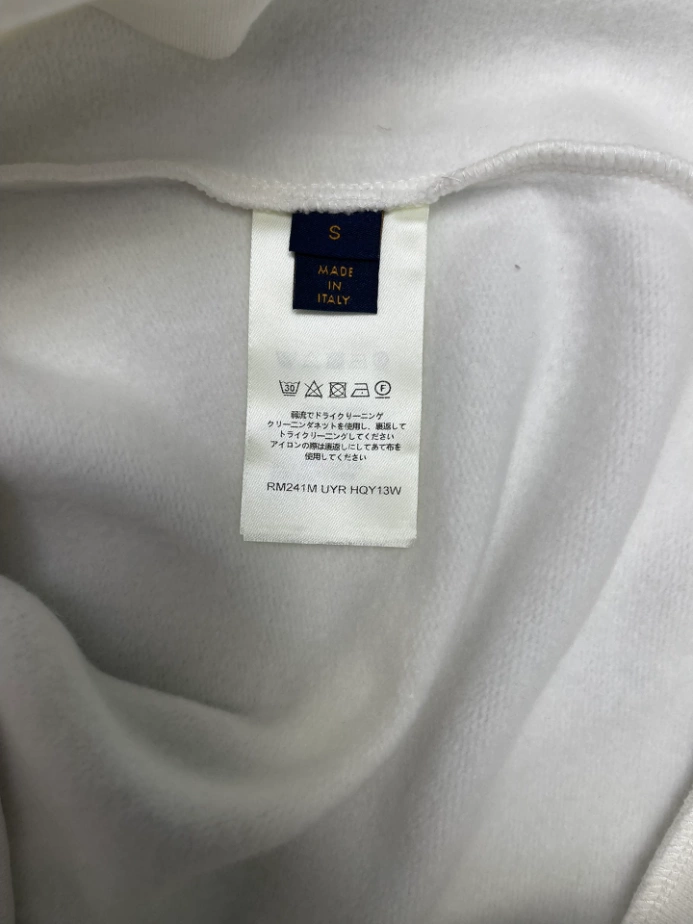 S
MADE
IN
ITALY
30
F
弱流でドライクリーニング
クリーニングネットを使用し、裏返して
ドライクリーニングしてください
アイロンの際は裏返しにしてあて布を
使用してください
RM241M UYR HQY13W